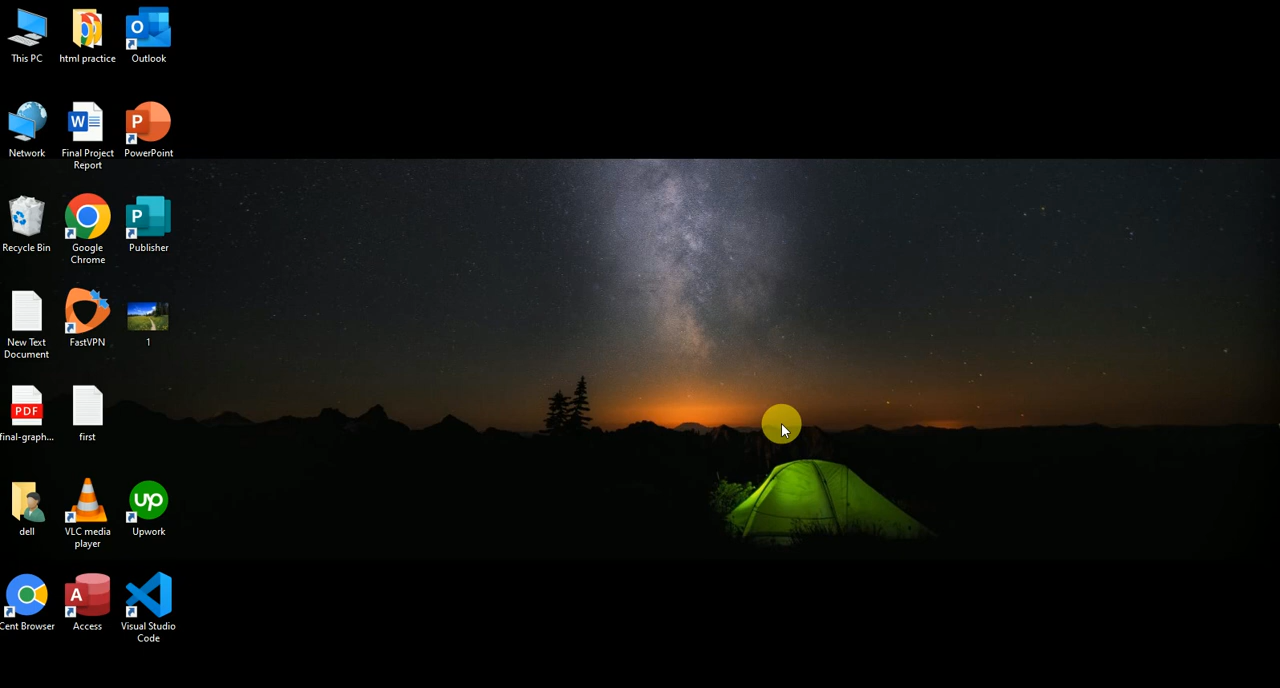 This PC
html practice
Outlook
Network
Final Project
Report
PowerPoint
Recycle Bin
Google
Chrome
Publisher
New Text
Document
FastVPN
1
PDF
final-graph...
first
dell
VLC media
player
up
Upwork
Cent Browser
Access
Visual Studio
Code